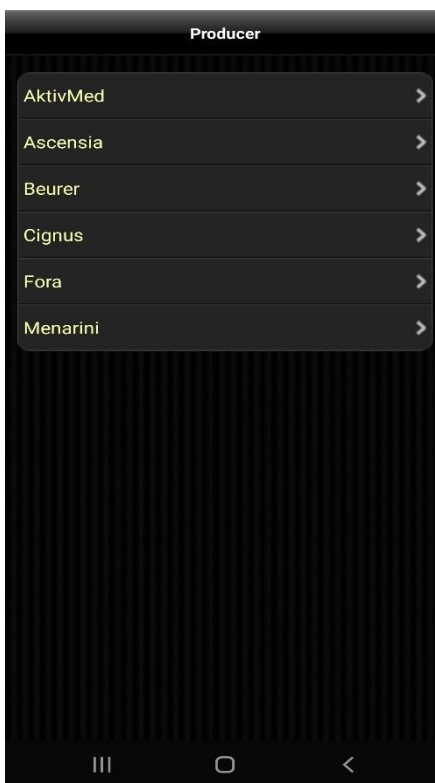 Producer
AktivMed
Ascensia
Beurer
Cignus
Fora
Menarini